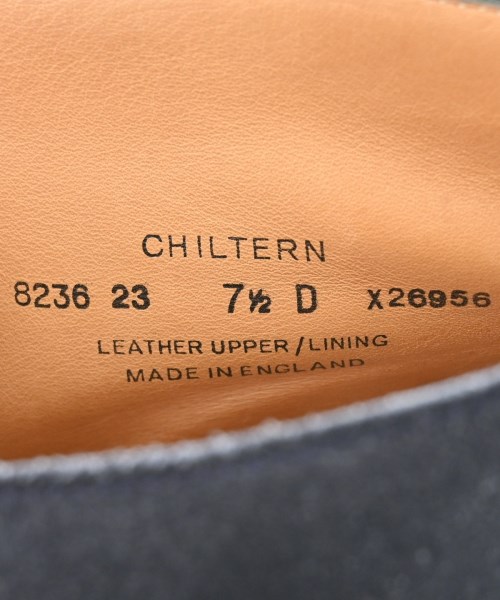 CHILTERN
8236 23 7½ D X26956
LEATHER UPPER/LINING
MADE IN ENGLAND